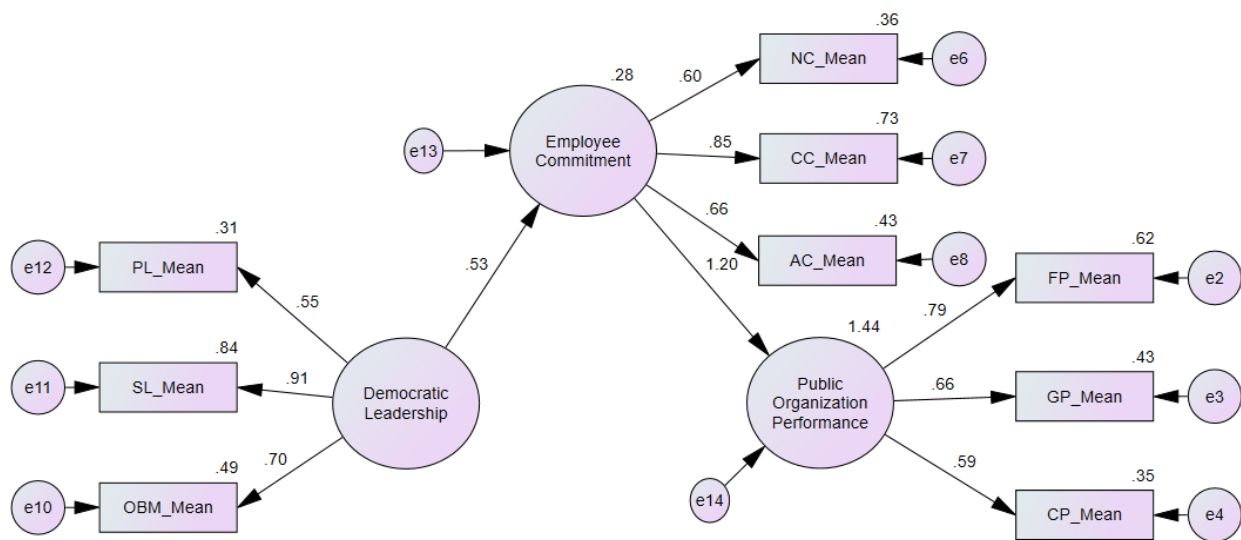 .36
NC_Mean
e6
.28
.60
.73
Employee
Commitment
e13
.85
CC_Mean
e7
.66
.43
AC_Mean
e8
1.20
.31
e12
PL_Mean
.53
.62
FP_Mean
e2
.55
.79
1.44
.84
e11
SL_Mean
.91
Democratic
Leadership
Public
Organization
Performance
.66
.43
GP_Mean
e3
.49
.70
.59
.35
e10
OBM_Mean
e14
CP_Mean
e4